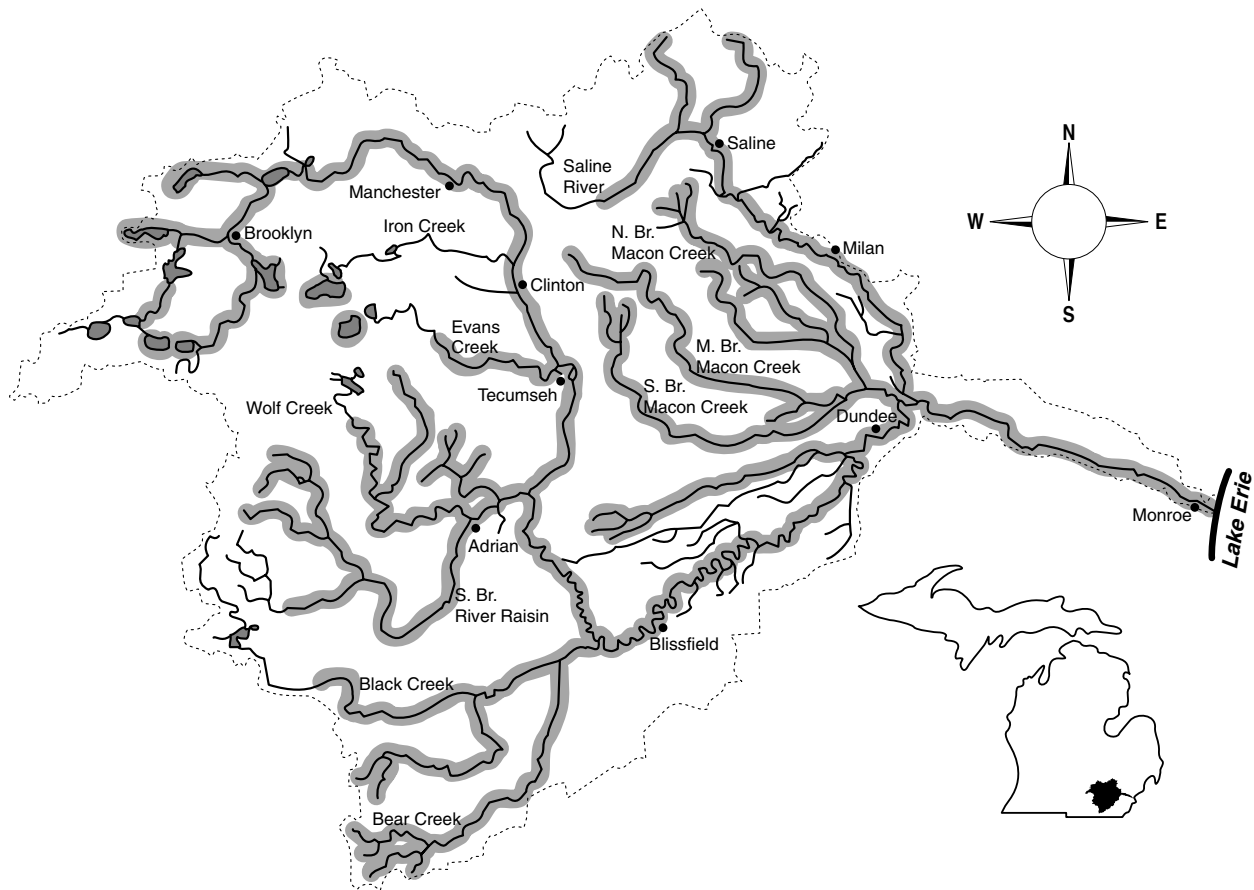 N
Saline
Saline
River
W
E
Manchester
Iron Creek
N. Br.
Macon Creek
Brooklyn
Milan
Clinton
S
Evans
Creek
M. Br.
Macon Creek
Tecumseh
S. Br.
Macon Creek
Wolf Creek
Dundee
Monroe
Lake Erie
Adrian
S. Br.
River Raisin
Blissfield
Black Creek
Bear Creek